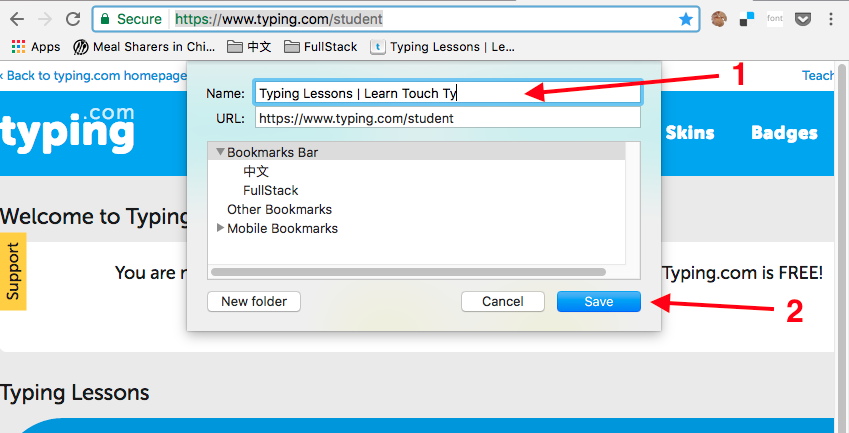 Secure https://www.typing.com/student font
Apps Meal Sharers in Chi... 中文 FullStack t Typing Lessons | Le...
‹ Back to typing.com homepage Teach
Name: Typing Lessons | Learn Touch Ty 1
URL: https://www.typing.com/student
typing.com Skins Badges
Bookmarks Bar
中文
FullStack
Other Bookmarks
Mobile Bookmarks
Welcome to Typing
Support
You are n Typing.com is FREE!
New folder Cancel Save 2
Typing Lessons